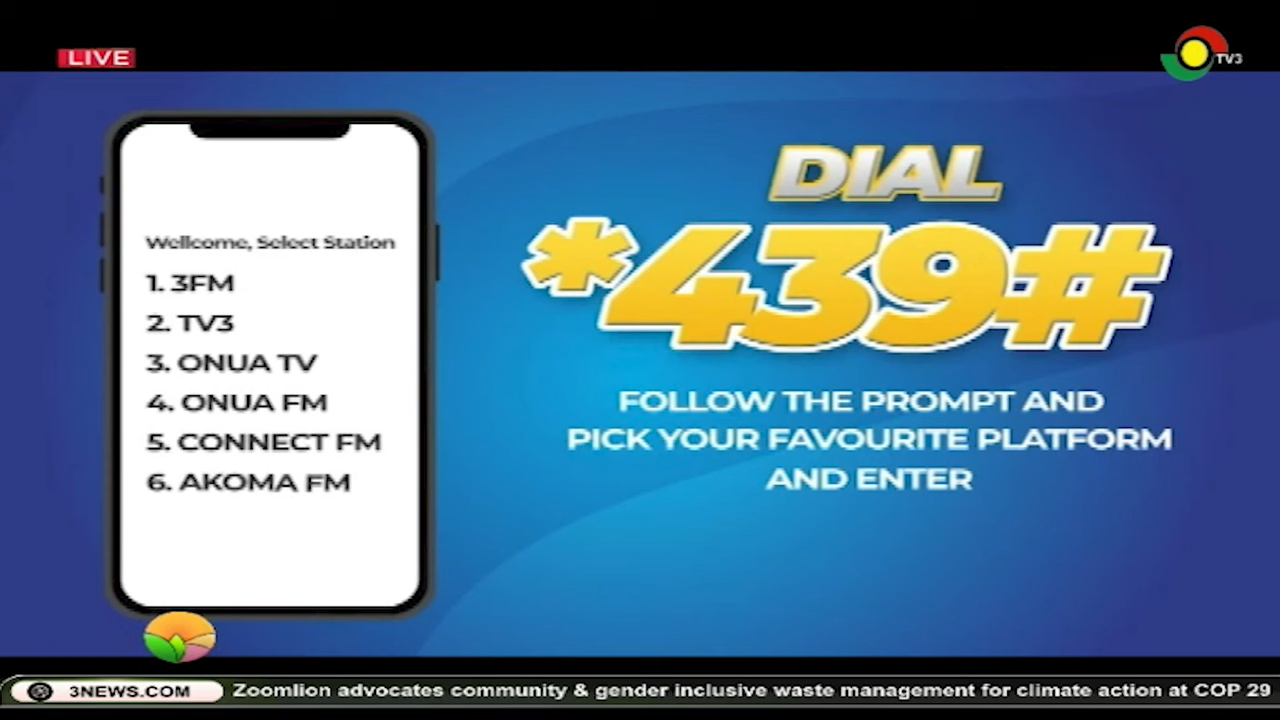 LIVE
TV3
Wellcome, Select Station
1. 3FM
2. TV3
3. ONUA TV
4. ONUA FM
5. CONNECT FM
6. AKOMA FM
DIAL
*439#
FOLLOW THE PROMPT AND
PICK YOUR FAVOURITE PLATFORM
AND ENTER
3NEWS.COM
Zoomlion advocates community & gender inclusive waste management for climate action at COP 29